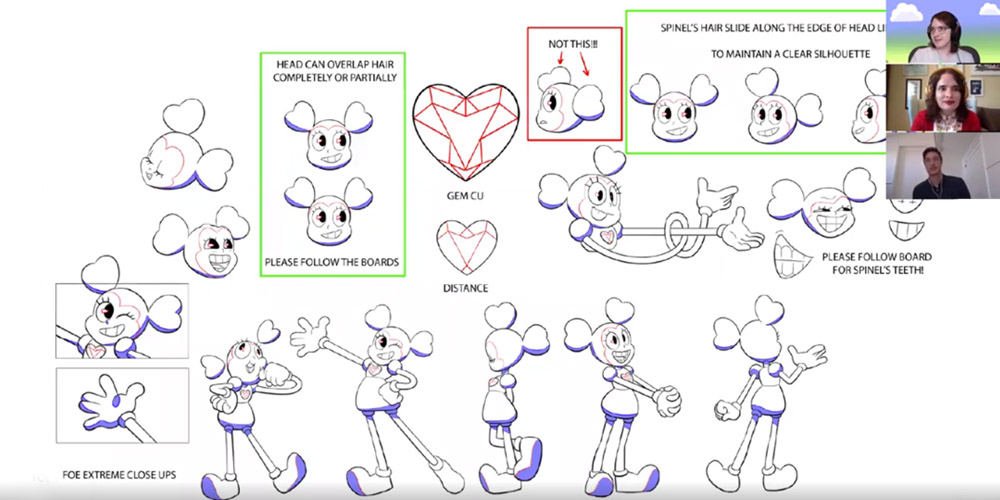 HEAD CAN OVERLAP HAIR
COMPLETELY OR PARTIALLY
PLEASE FOLLOW THE BOARDS
GEM CU
DISTANCE
NOT THIS!!!
SPINEL'S HAIR SLIDE ALONG THE EDGE OF HEAD
TO MAINTAIN A CLEAR SILHOUETTE
PLEASE FOLLOW BOARD
FOR SPINEL'S TEETH!
FOE EXTREME CLOSE UPS